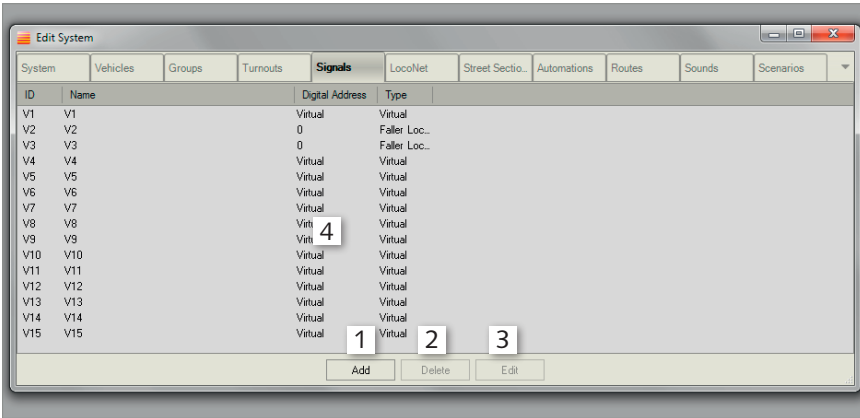 Edit System
System Vehicles Groups Turnouts Signals LocoNet Street Sectio... Automations Routes Sounds Scenarios
ID Name Digital Address Type
V1 V1 Virtual Virtual
V2 V2 0 Faller Loc...
V3 V3 0 Faller Loc...
V4 V4 Virtual Virtual
V5 V5 Virtual Virtual
V6 V6 Virtual Virtual
V7 V7 Virtual Virtual
V8 V8 Virtual
V9 V9 4 Virtual
V10 V10 Virtual Virtual
V11 V11 Virtual Virtual
V12 V12 Virtual Virtual
V13 V13 Virtual Virtual
V14 V14 Virtual Virtual
V15 V15 Virtual Virtual
1 2 3
Add Delete Edit